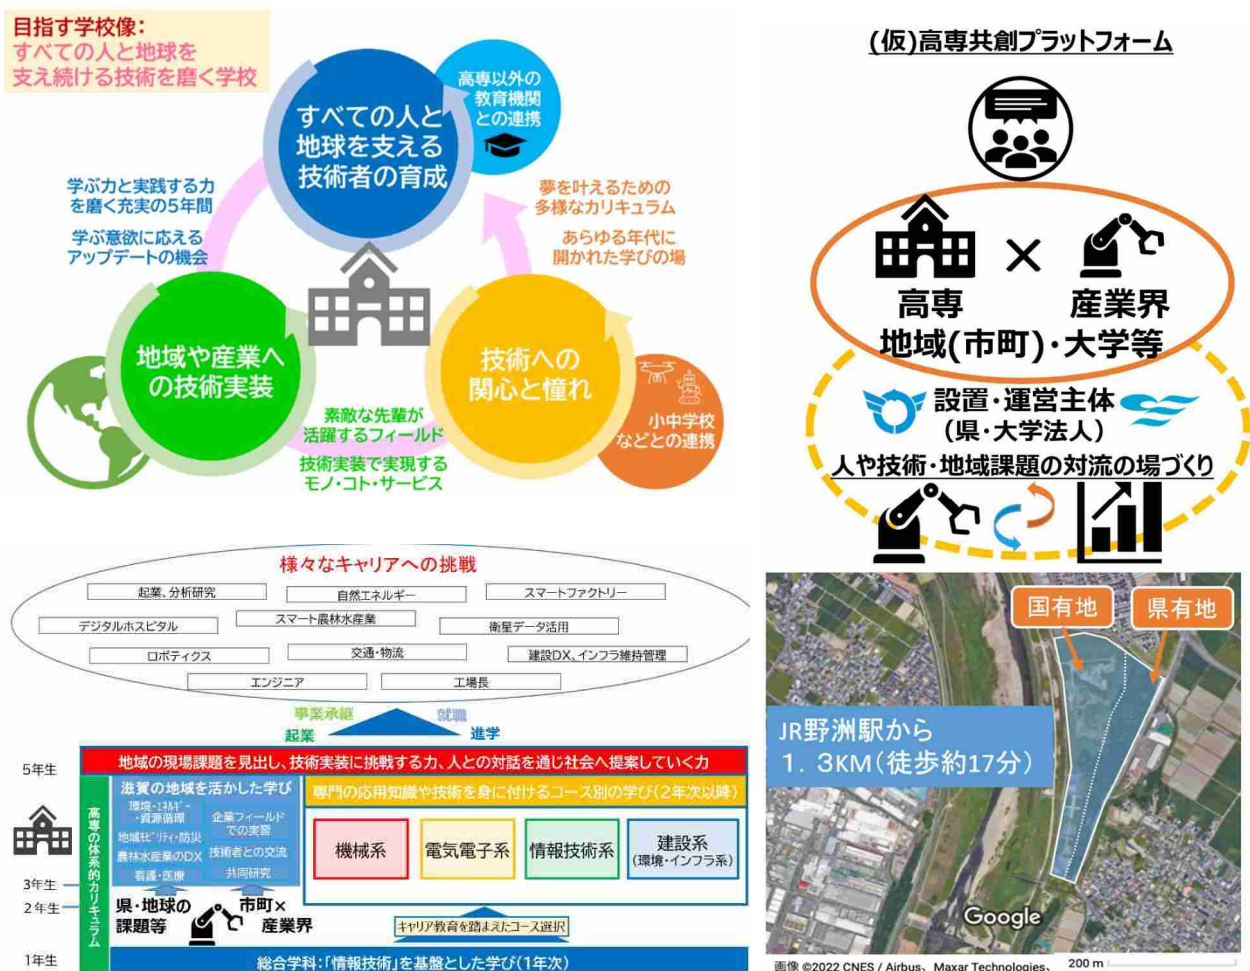 目指す学校像:
すべての人と地球を
支え続ける技術を磨く学校
すべての人と
地球を支える
技術者の育成
高専以外の
教育機関
との連携
学ぶ力と実践する力
を磨く充実の5年間
学ぶ意欲に応える
アップデートの機会
夢を叶えるための
多様なカリキュラム
あらゆる年代に
開かれた学びの場
地域や産業へ
の技術実装
技術への
関心と憧れ
素敵な先輩が
活躍するフィールド
技術実装で実現する
モノ・コト・サービス
小中学校
などとの連携
(仮)高専共創プラットフォーム
高専
×
産業界
地域(市町)・大学等
設置・運営主体
(県・大学法人)
人や技術・地域課題の対流の場づくり
様々なキャリアへの挑戦
起業、分析研究
自然エネルギー
スマートファクトリー
デジタルホスピタル
スマート農林水産業
衛星データ活用
ロボティクス
交通・物流
建設DX、インフラ維持管理
エンジニア
工場長
事業承継
起業
就職
進学
5年生
3年生
2年生
1年生
高専の体系的カリキュラム
地域の現場課題を見出し、技術実装に挑戦する力、人との対話を通じ社会へ提案していく力
滋賀の地域を活かした学び
環境・エネルギー
・資源循環
地域モビリティ・防災
農林水産業のDX
看護・医療
企業フィールド
での実習
技術者との交流
共同研究
専門の応用知識や技術を身に付けるコース別の学び(2年次以降)
機械系
電気電子系
情報技術系
建設系
(環境・インフラ系)
県・地球の
課題等
市町×
産業界
キャリア教育を踏まえたコース選択
総合学科:「情報技術」を基盤とした学び(1年次)
国有地
県有地
JR野洲駅から
1.3KM(徒歩約17分)
Google
画像 ©2022 CNES / Airbus、Maxar Technologies、
200 m